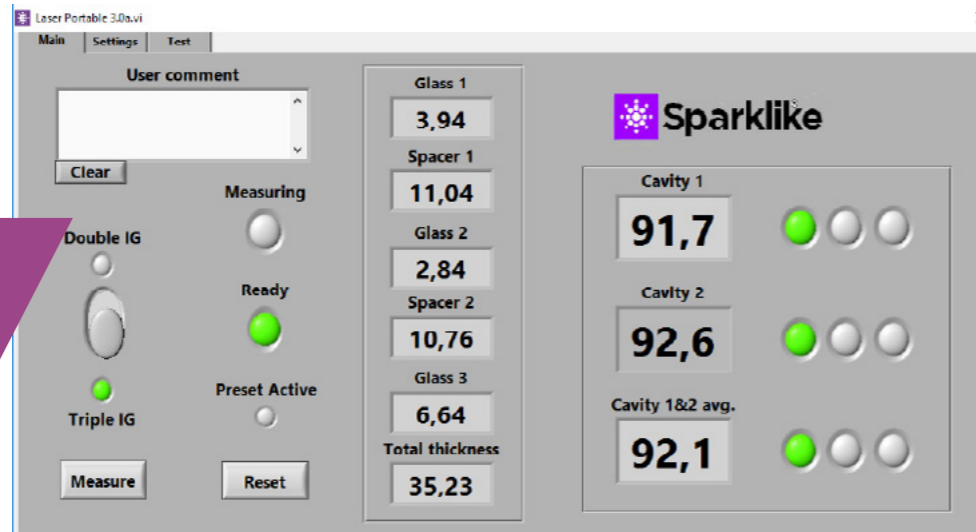 Laser Portable 3.0a.vi
Main Settings Test
User comment
Clear
Measuring
Double IG
Ready
Preset Active
Triple IG
Measure Reset
Glass 1
3,94
Spacer 1
11,04
Glass 2
2,84
Spacer 2
10,76
Glass 3
6,64
Total thickness
35,23
Sparklike
Cavity 1
91,7
Cavity 2
92,6
Cavity 1&2 avg.
92,1